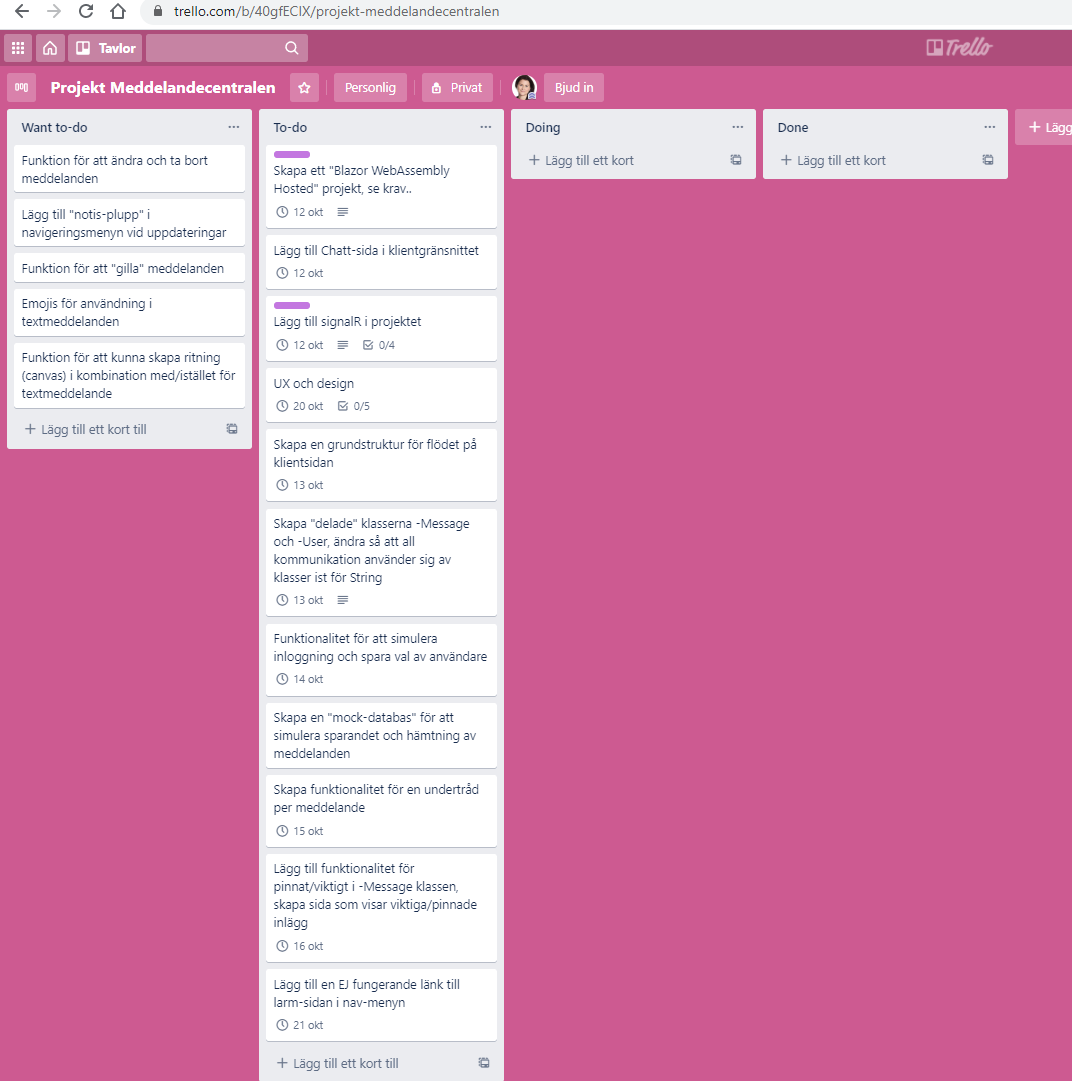 trello.com/b/40gfECIX/projekt-meddelandecentralen
Tavlor
Trello
Projekt Meddelandecentralen
Personlig
Privat
Bjud in
Want to-do
Funktion för att ändra och ta bort
meddelanden
Lägg till "notis-plupp" i
navigeringsmenyn vid uppdateringar
Funktion för att "gilla" meddelanden
Emojis för användning i
textmeddelanden
Funktion för att kunna skapa ritning
(canvas) i kombination med/istället för
textmeddelande
+ Lägg till ett kort till
To-do
Skapa ett "Blazor WebAssembly
Hosted" projekt, se krav..
12 okt
Lägg till Chatt-sida i klientgränsnittet
12 okt
Lägg till signalR i projektet
12 okt 0/4
UX och design
20 okt 0/5
Skapa en grundstruktur för flödet på
klientsidan
13 okt
Skapa "delade" klasserna -Message
och -User, ändra så att all
kommunikation använder sig av
klasser ist för String
13 okt
Funktionalitet för att simulera
inloggning och spara val av användare
14 okt
Skapa en "mock-databas" för att
simulera sparandet och hämtning av
meddelanden
Skapa funktionalitet för en undertråd
per meddelande
15 okt
Lägg till funktionalitet för
pinnat/viktigt i -Message klassen,
skapa sida som visar viktiga/pinnade
inlägg
16 okt
Lägg till en EJ fungerande länk till
larm-sidan i nav-menyn
21 okt
+ Lägg till ett kort till
Doing
+ Lägg till ett kort
Done
+ Lägg till ett kort
+ Lägg